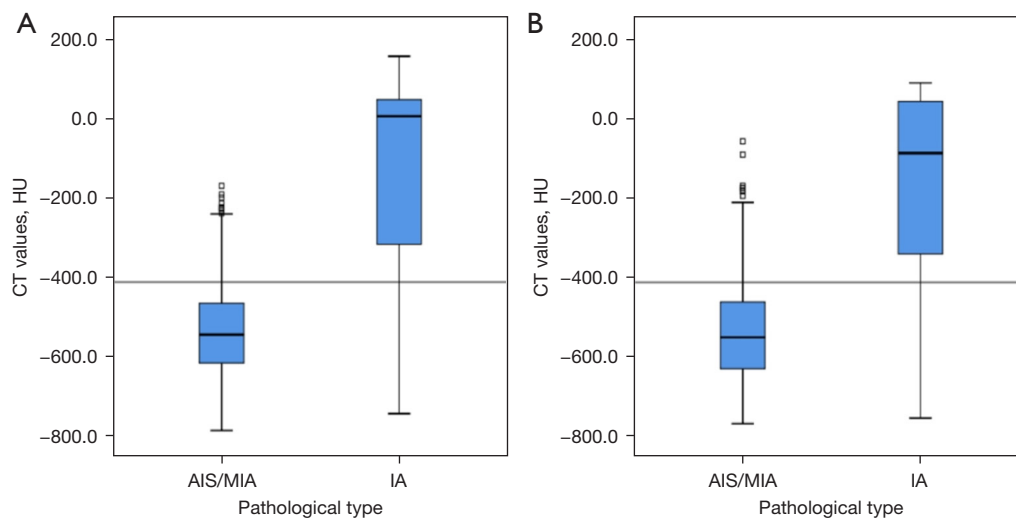 A
CT values, HU
200.0
0.0
−200.0
−400.0
−600.0
−800.0
AIS/MIA
IA
Pathological type
B
CT values, HU
200.0
0.0
−200.0
−400.0
−600.0
−800.0
AIS/MIA
IA
Pathological type